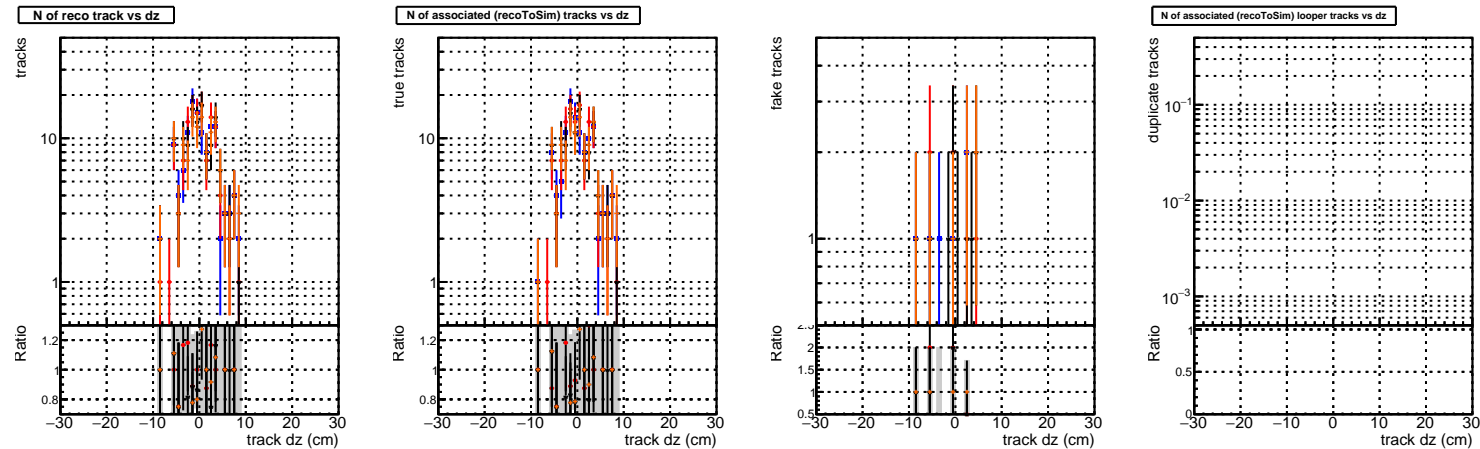 N of reco track vs dz
tracks
10
1
Ratio
1.2
1
0.8
−30 −20 −10 0 10 20 30
track dz (cm)
N of associated (recoToSim) tracks vs dz
true tracks
10
1
Ratio
1.2
1
0.8
−30 −20 −10 0 10 20 30
track dz (cm)
fake tracks
1
Ratio
2.5
2
1.5
1
0.5
−30 −20 −10 0 10 20 30
track dz (cm)
N of associated (recoToSim) looper tracks vs dz
duplicate tracks
10−1
10−2
10−3
Ratio
1
0.5
0
−30 −20 −10 0 10 20 30
track dz (cm)